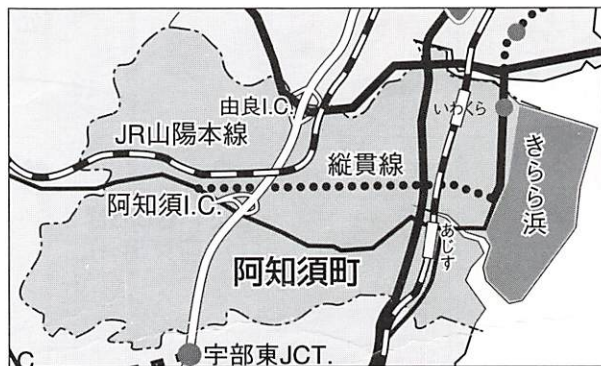 由良I.C.
いわくら
JR山陽本線
縦貫線
きらら浜
阿知須I.C.
あじす
阿知須町
C
宇部東JCT.